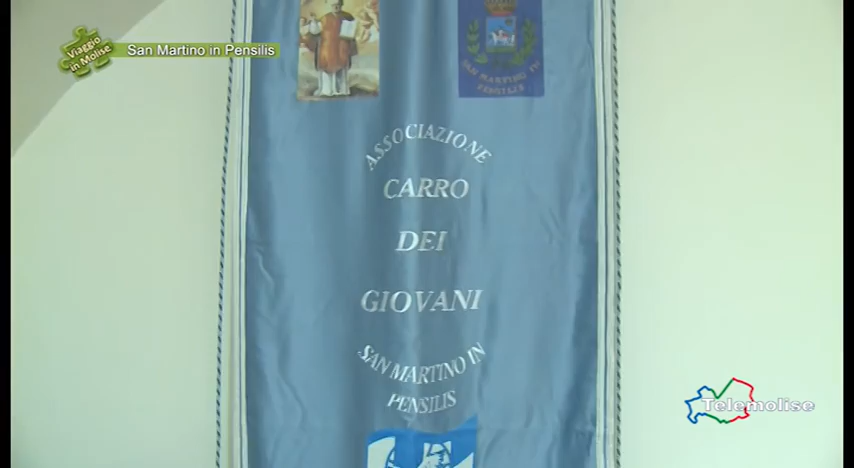 Viaggio
in Molise
San Martino in Pensilis
SAN MARTINO IN
PENSILIS
ASSOCIAZIONE
CARRO
DEI
GIOVANI
SAN MARTINO IN
PENSILIS
Telemolise